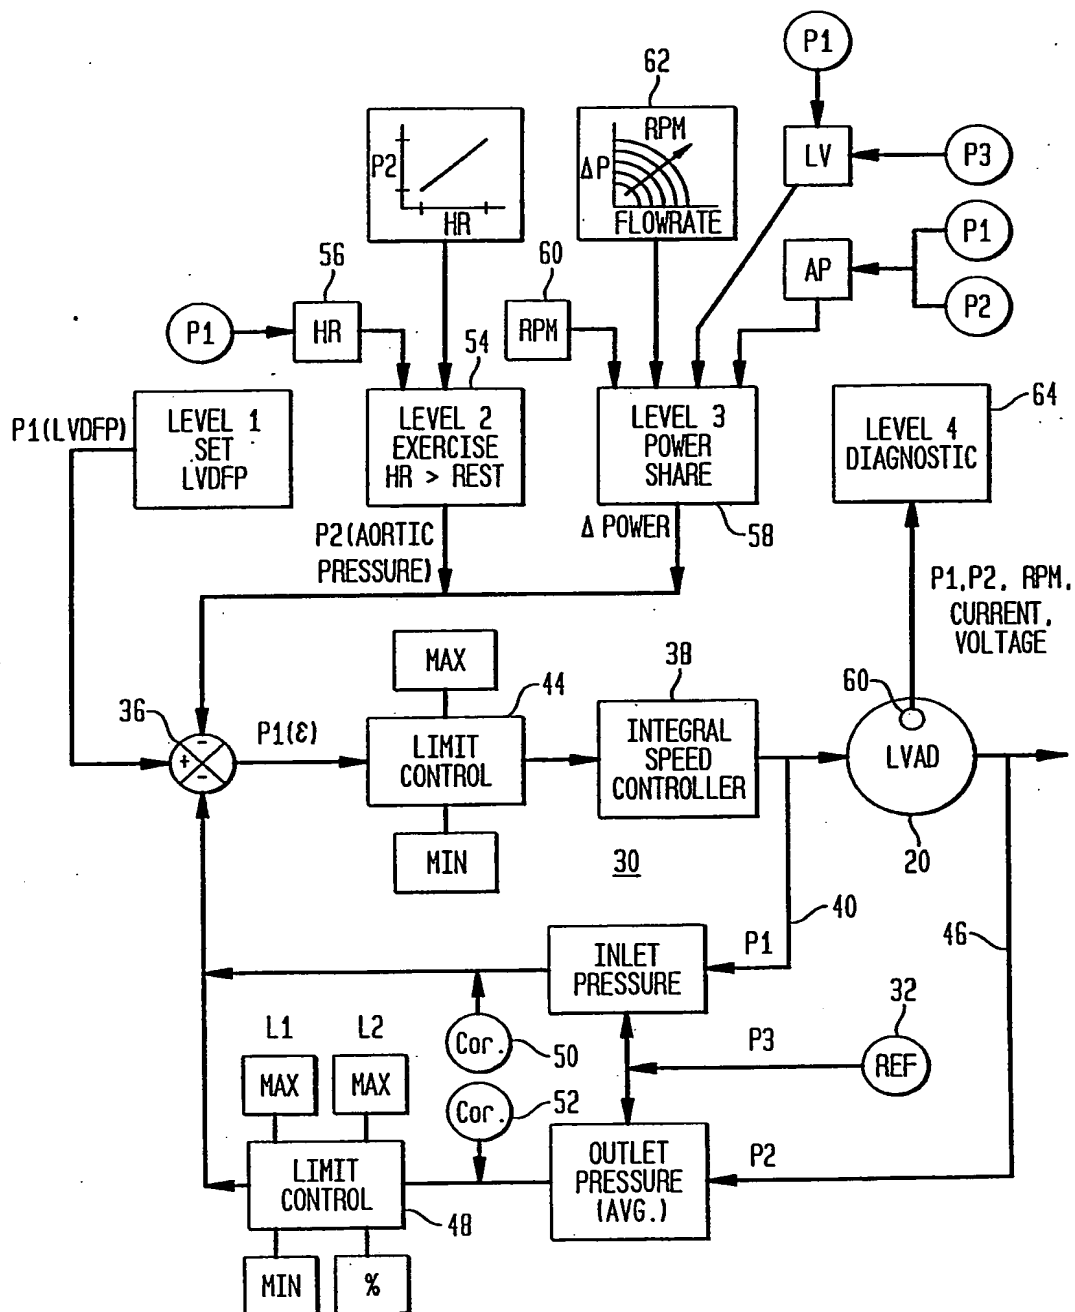 P1
62
RPM
ΔP
FLOWRATE
P2
HR
LV
P3
P1
P2
AP
56
60
P1
HR
RPM
54
64
P1(LVDFP)
LEVEL 1
SET
LVDFP
LEVEL 2
EXERCISE
HR > REST
LEVEL 3
POWER
SHARE
LEVEL 4
DIAGNOSTIC
P2(AORTIC
PRESSURE)
Δ POWER
58
P1,P2, RPM,
CURRENT,
VOLTAGE
MAX
44
38
60
36
-
+
-
P1(ε)
LIMIT
CONTROL
INTEGRAL
SPEED
CONTROLLER
LVAD
MIN
30
20
40
46
INLET
PRESSURE
P1
32
L1
L2
Cor.
50
P3
REF
MAX
MAX
Cor.
52
LIMIT
CONTROL
OUTLET
PRESSURE
(AVG.)
P2
48
MIN
%